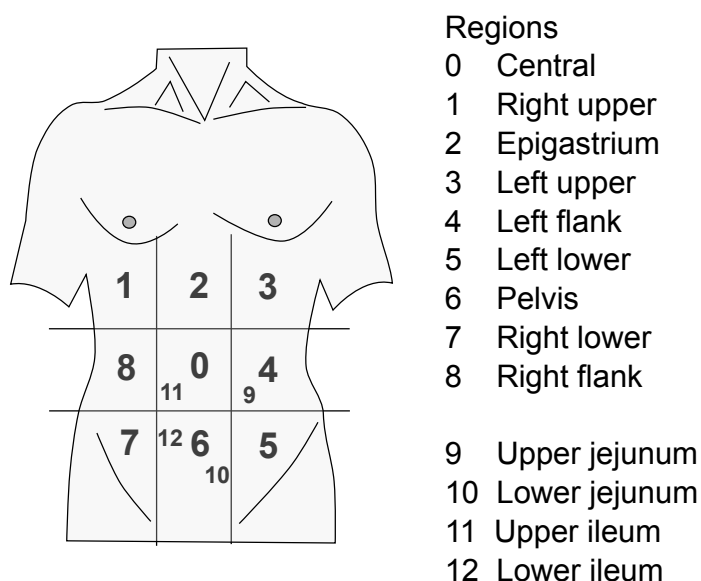 1 2 3
8 0 4
11 9
7 12 6 5
10
Regions
0 Central
1 Right upper
2 Epigastrium
3 Left upper
4 Left flank
5 Left lower
6 Pelvis
7 Right lower
8 Right flank
9 Upper jejunum
10 Lower jejunum
11 Upper ileum
12 Lower ileum